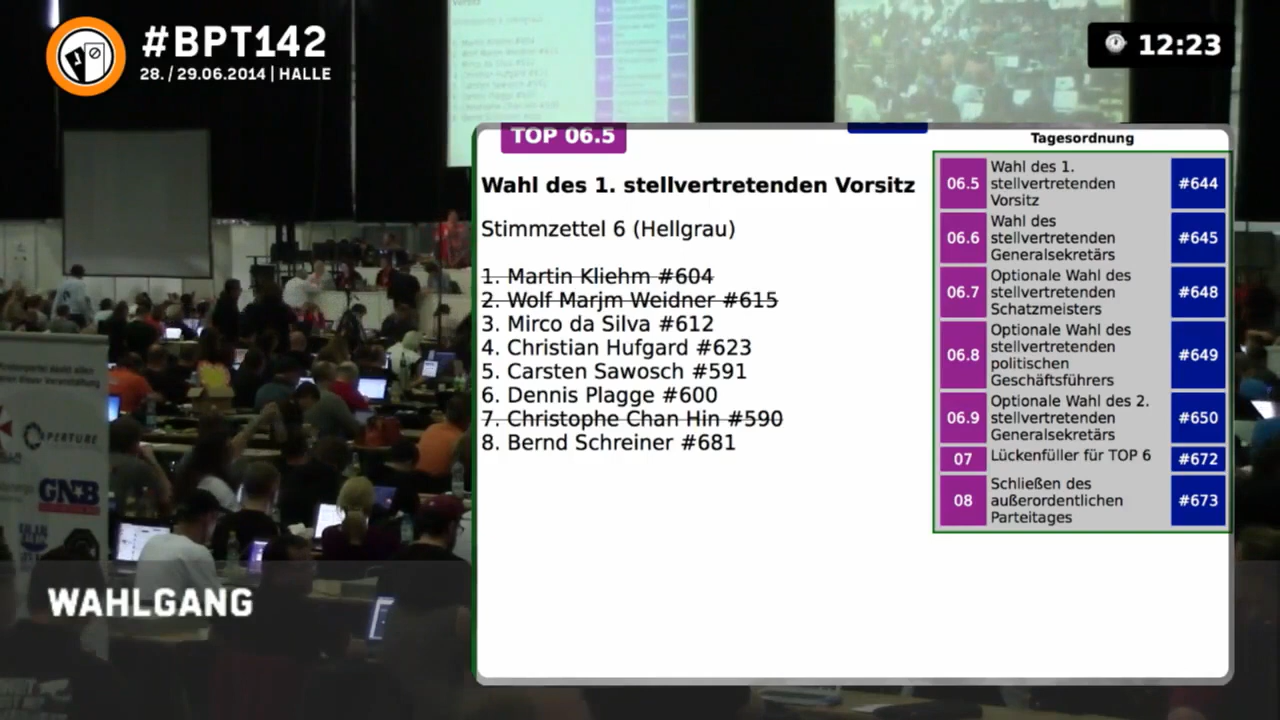 #BPT142
28. / 29.06.2014 | HALLE
12:23
TOP 06.5
Wahl des 1. stellvertretenden Vorsitz
Stimmzettel 6 (Hellgrau)
1. Martin Kliehm #604
2. Wolf Marjm Weidner #615
3. Mirco da Silva #612
4. Christian Hufgard #623
5. Carsten Sawosch #591
6. Dennis Plagge #600
7. Christophe Chan Hin #590
8. Bernd Schreiner #681
Tagesordnung
06.5 Wahl des 1. #644
stellvertretenden
Vorsitz
06.6 Wahl des #645
stellvertretenden
Generalsekretärs
06.7 Optionale Wahl des #648
stellvertretenden
Schatzmeisters
06.8 Optionale Wahl des #649
stellvertretenden
politischen
Geschäftsführers
06.9 Optionale Wahl des 2. #650
stellvertretenden
Generalsekretärs
07 Lückenfüller für TOP 6 #672
08 Schließen des #673
außerordentlichen
Parteitages
APERTURE
GNB
WAHLGANG